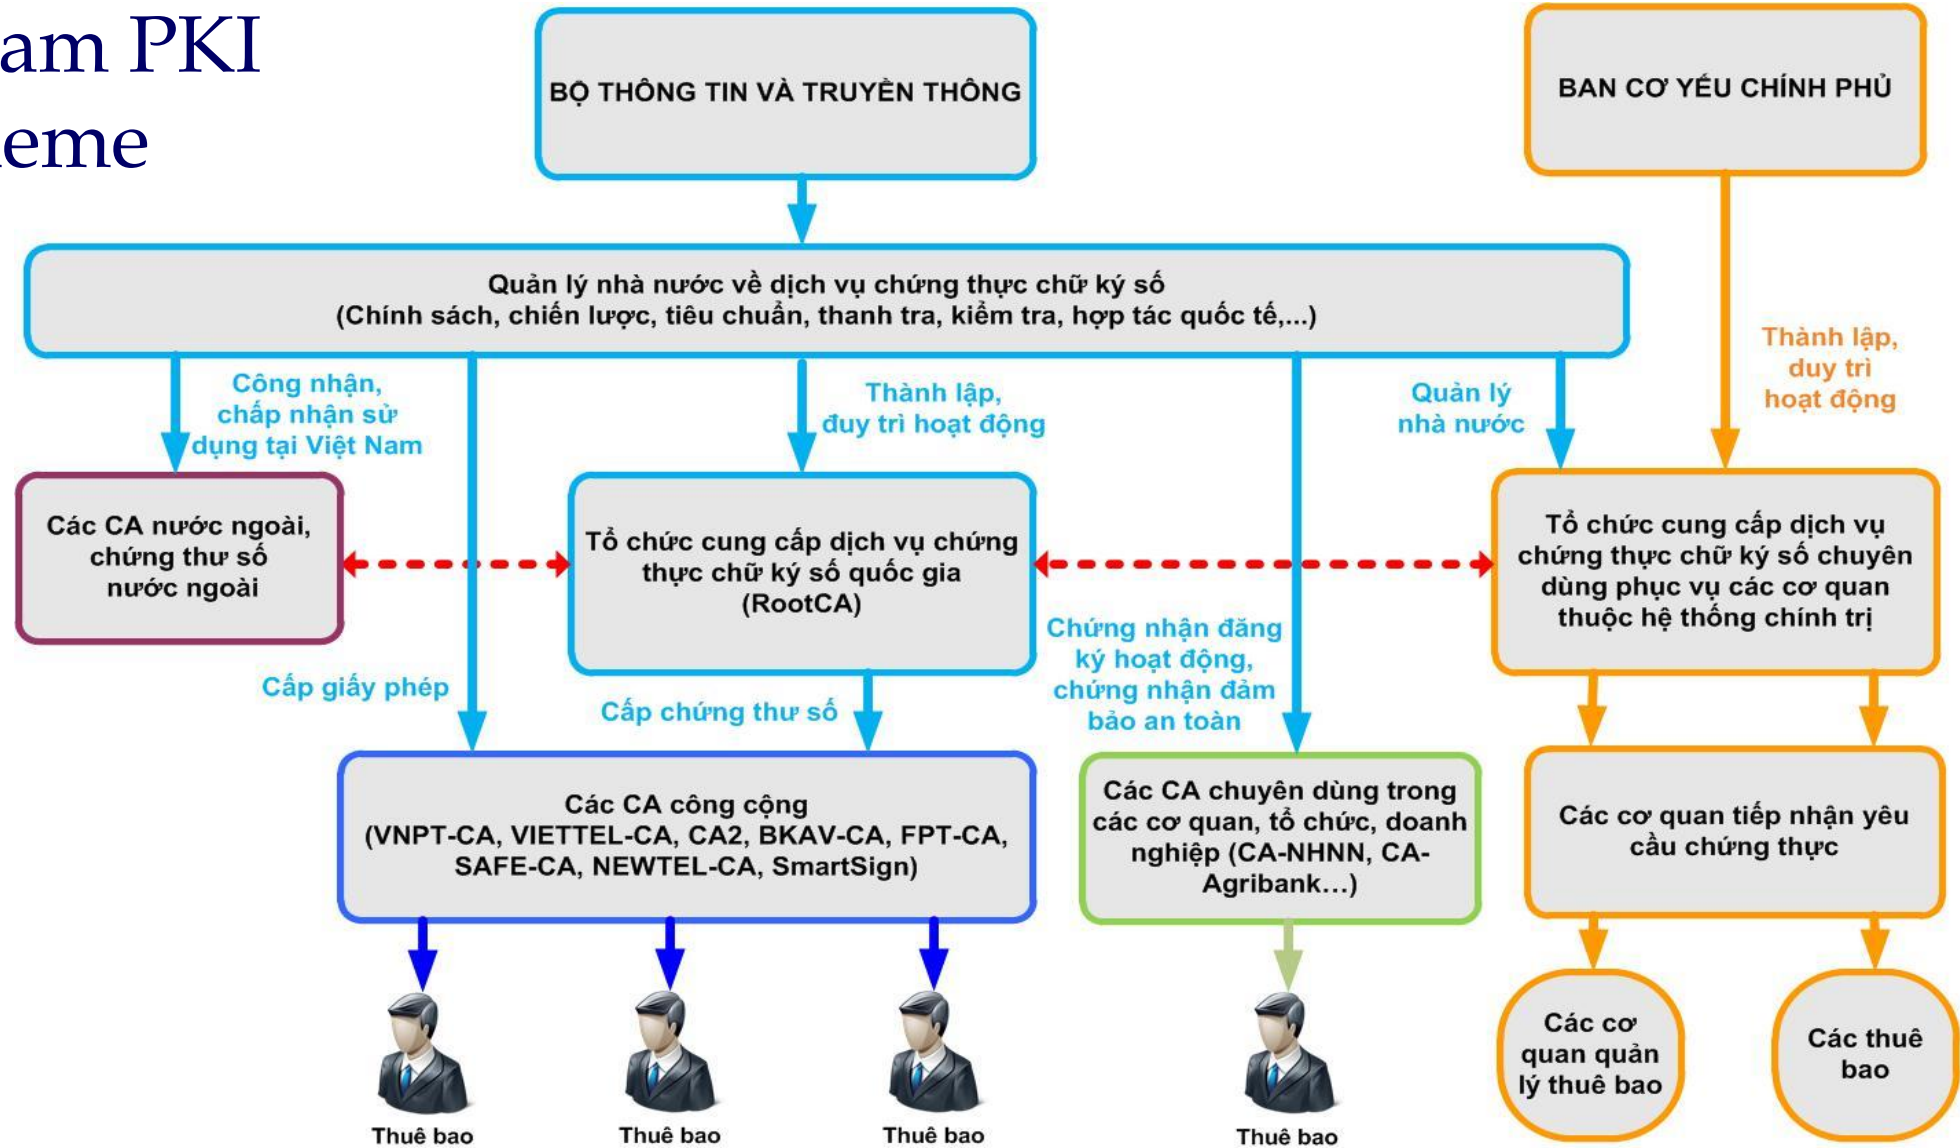 am PKI
eme
BỘ THÔNG TIN VÀ TRUYỀN THÔNG
BAN CƠ YẾU CHÍNH PHỦ
Quản lý nhà nước về dịch vụ chứng thực chữ ký số
(Chính sách, chiến lược, tiêu chuẩn, thanh tra, kiểm tra, hợp tác quốc tế,...)
Công nhận,
chấp nhận sử
dụng tại Việt Nam
Thành lập,
duy trì hoạt động
Quản lý
nhà nước
Thành lập,
duy trì
hoạt động
Các CA nước ngoài,
chứng thư số
nước ngoài
Tổ chức cung cấp dịch vụ chứng
thực chữ ký số quốc gia
(RootCA)
Tổ chức cung cấp dịch vụ
chứng thực chữ ký số chuyên
dùng phục vụ các cơ quan
thuộc hệ thống chính trị
Cấp giấy phép
Cấp chứng thư số
Chứng nhận đăng
ký hoạt động,
chứng nhận đảm
bảo an toàn
Các CA công cộng
(VNPT-CA, VIETTEL-CA, CA2, BKAV-CA, FPT-CA,
SAFE-CA, NEWTEL-CA, SmartSign)
Các CA chuyên dùng trong
các cơ quan, tổ chức, doanh
nghiệp (CA-NHNN, CA-
Agribank...)
Các cơ quan tiếp nhận yêu
cầu chứng thực
Thuê bao
Thuê bao
Thuê bao
Thuê bao
Các cơ
quan quản
lý thuê bao
Các thuê
bao